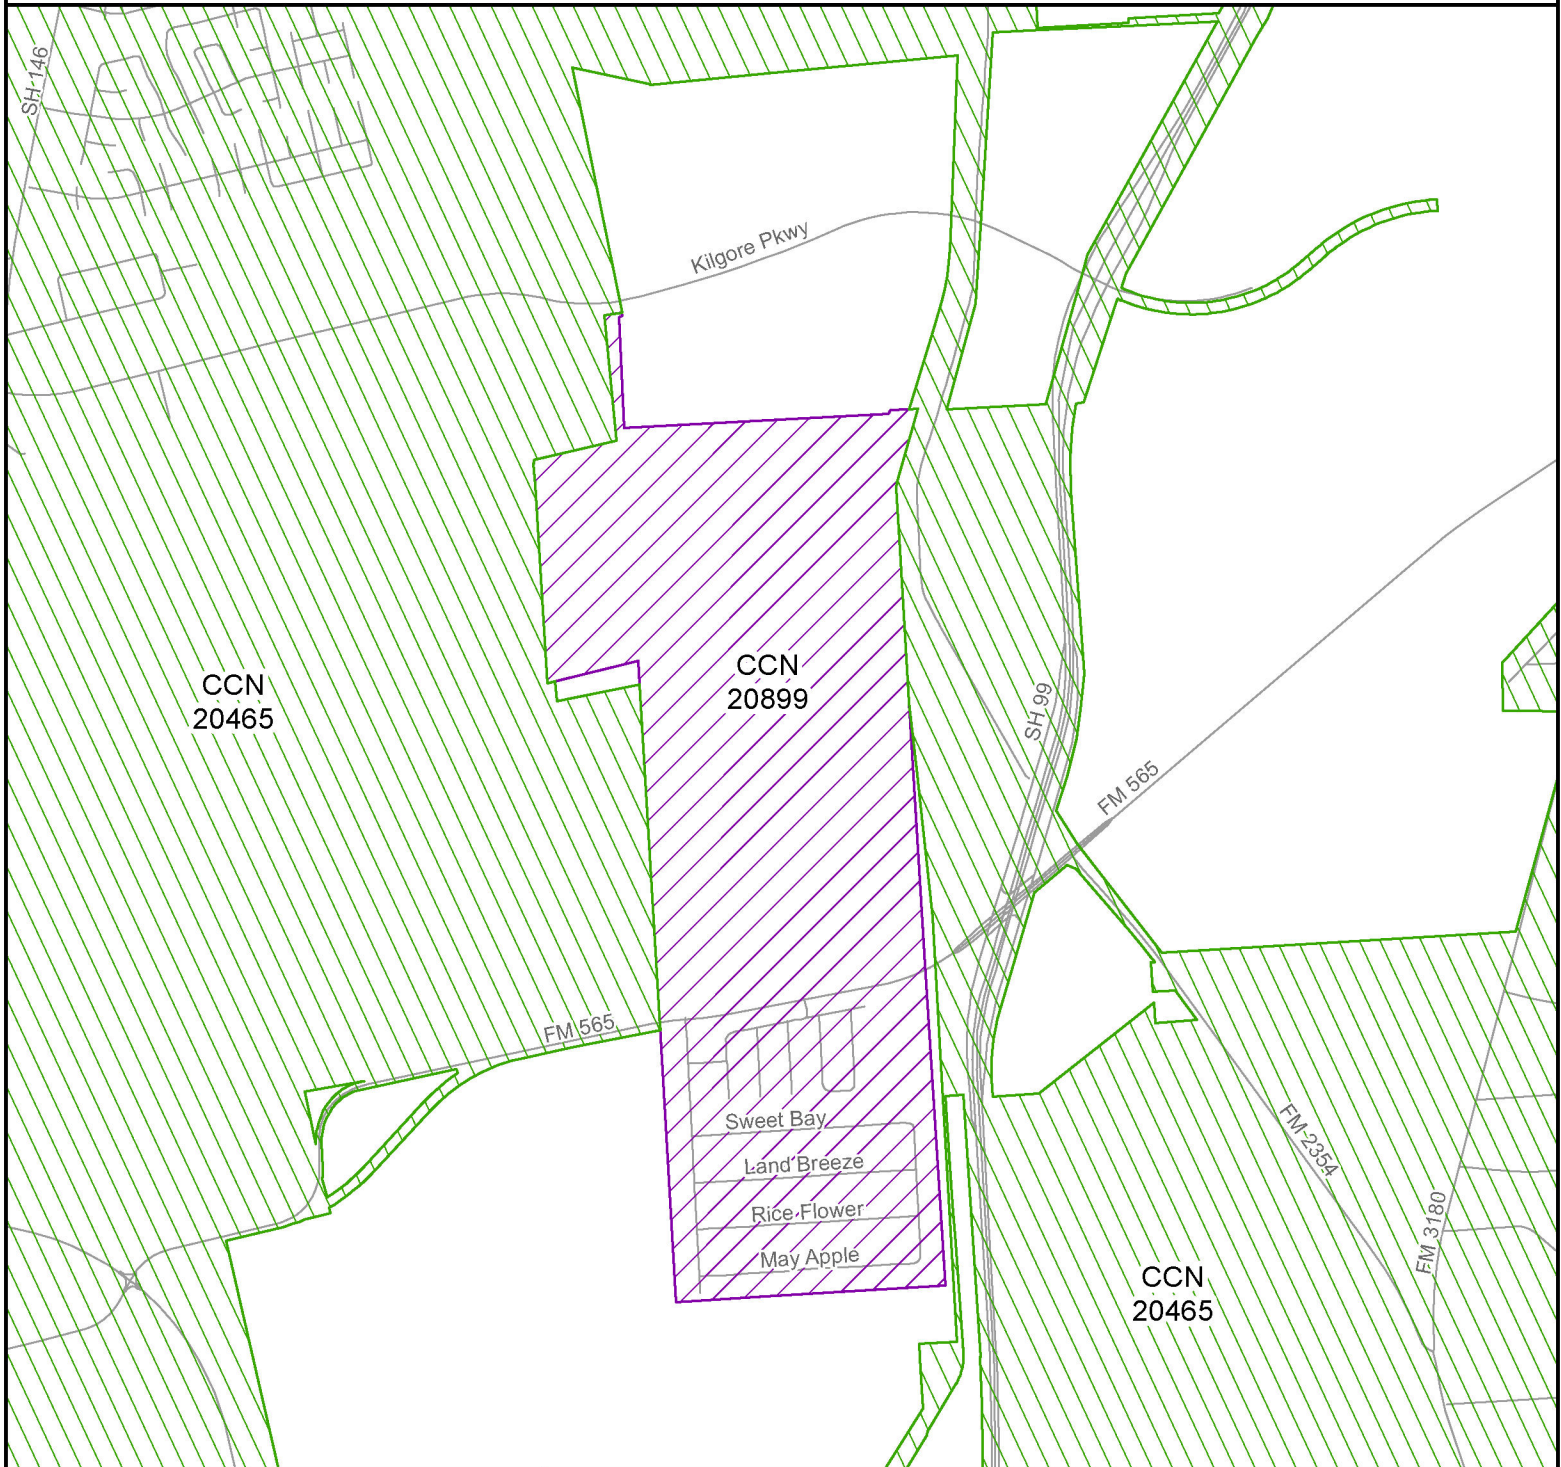 SH 146
Kilgore Pkwy
CCN
20899
CCN
20465
SH 99
FM 565
FM 565
Sweet Bay
Land Breeze
Rice Flower
May Apple
FM 2354
FM 3180
CCN
20465